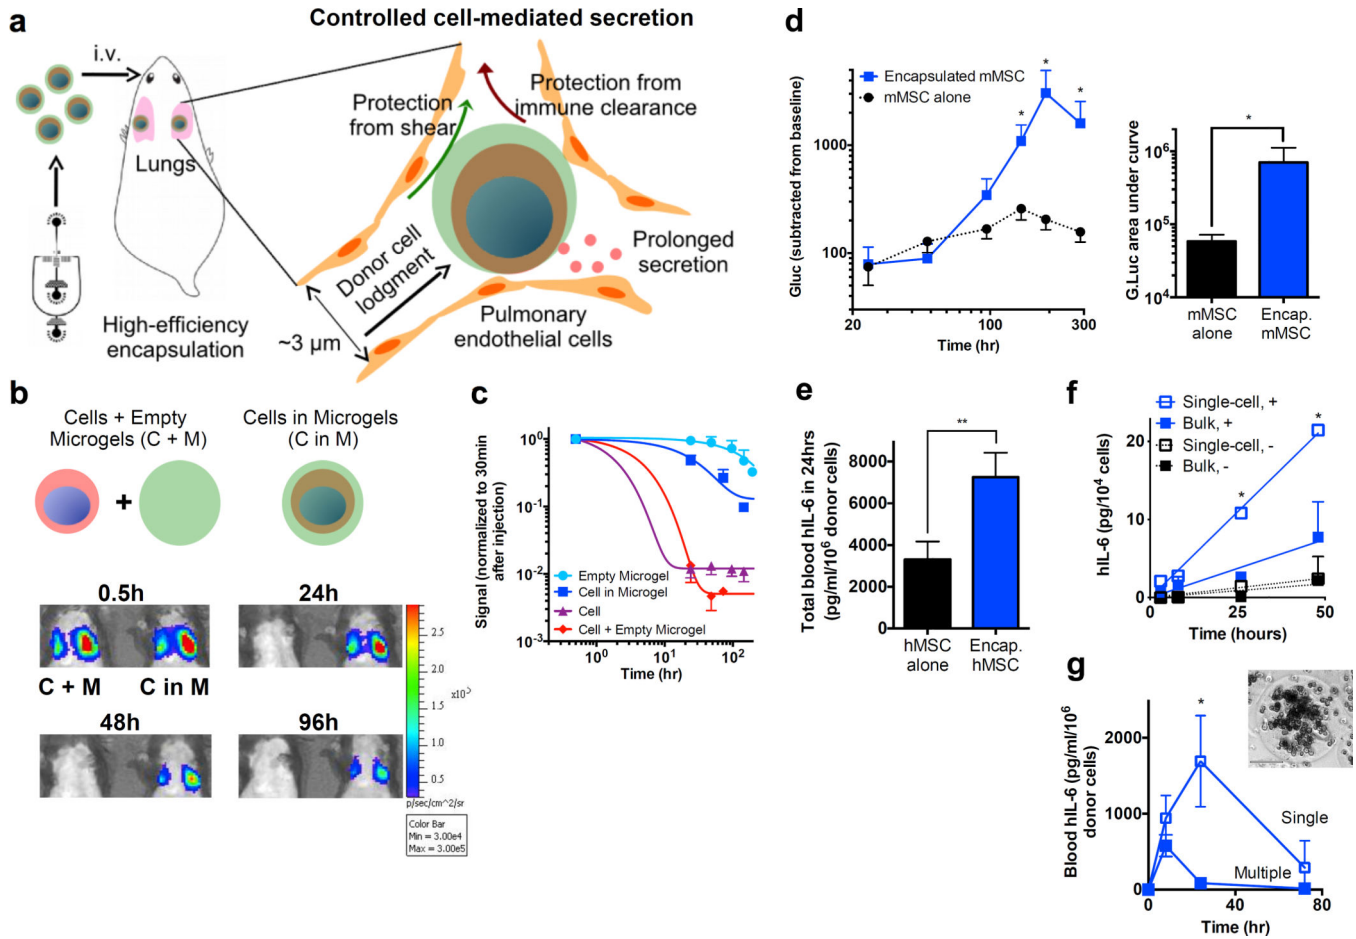 a
Controlled cell-mediated secretion
i.v.
Lungs
High-efficiency
encapsulation
Protection
from shear
Protection from
immune clearance
Donor cell
lodgment
Prolonged
secretion
Pulmonary
endothelial cells
~3 µm
b
Cells + Empty
Microgels (C + M)
Cells in Microgels
(C in M)
+
0.5h
24h
C + M
C in M
48h
96h
x10⁵
2.5
2.0
1.5
1.0
0.5
p/sec/cm^2/sr
Color Bar
Min = 3.00e4
Max = 3.00e5
c
Signal (normalized to 30min
after injection)
10⁰
10⁻¹
10⁻²
10⁻³
Empty Microgel
Cell in Microgel
Cell
Cell + Empty Microgel
10⁰
10¹
10²
Time (hr)
d
Gluc (subtracted from baseline)
1000
100
Encapsulated mMSC
mMSC alone
*
*
*
20
100
300
Time (hr)
G.Luc area under curve
10⁶
10⁵
10⁴
*
mMSC
alone
Encap.
mMSC
e
Total blood hIL-6 in 24hrs
(pg/ml/10⁶ donor cells)
8000
6000
4000
2000
0
**
hMSC
alone
Encap.
hMSC
f
Single-cell, +
Bulk, +
Single-cell, -
Bulk, -
hIL-6 (pg/10⁴ cells)
20
10
0
*
*
0
25
50
Time (hours)
g
Blood hIL-6 (pg/ml/10⁶
donor cells)
2000
1000
0
*
Single
Multiple
0
40
80
Time (hr)